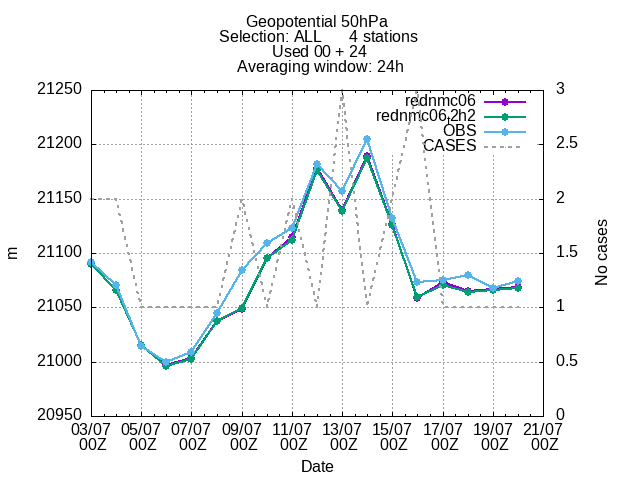 Geopotential 50hPa
Selection: ALL 4 stations
Used 00 + 24
Averaging window: 24h
21250
21200
21150
21100
21050
21000
20950
m
3
2.5
2
1.5
1
0.5
0
No cases
rednmc06
rednmc06,2h2
OBS
CASES
03/07 05/07 07/07 09/07 11/07 13/07 15/07 17/07 19/07 21/07
00Z 00Z 00Z 00Z 00Z 00Z 00Z 00Z 00Z 00Z
Date